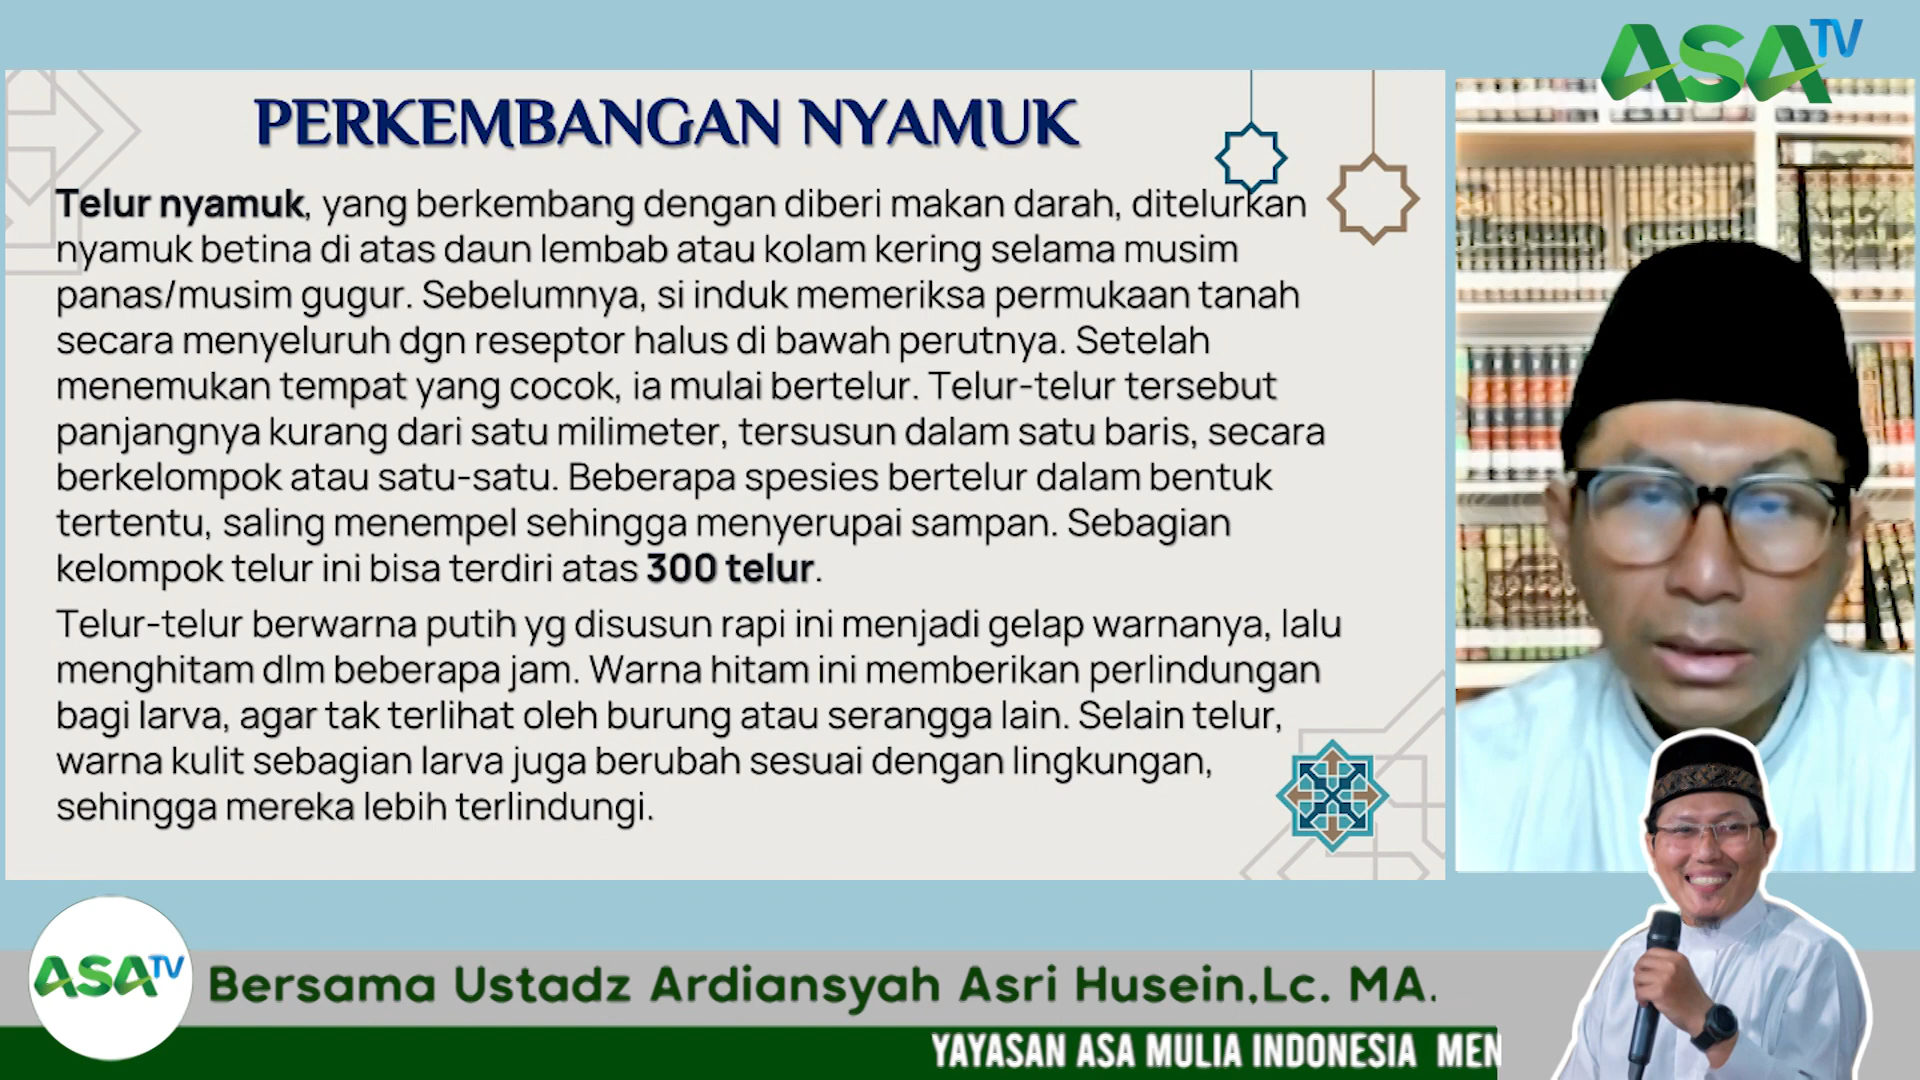 ASA TV
PERKEMBANGAN NYAMUK
Telur nyamuk, yang berkembang dengan diberi makan darah, ditelurkan
nyamuk betina di atas daun lembab atau kolam kering selama musim
panas/musim gugur. Sebelumnya, si induk memeriksa permukaan tanah
secara menyeluruh dgn reseptor halus di bawah perutnya. Setelah
menemukan tempat yang cocok, ia mulai bertelur. Telur-telur tersebut
panjangnya kurang dari satu milimeter, tersusun dalam satu baris, secara
berkelompok atau satu-satu. Beberapa spesies bertelur dalam bentuk
tertentu, saling menempel sehingga menyerupai sampan. Sebagian
kelompok telur ini bisa terdiri atas 300 telur.
Telur-telur berwarna putih yg disusun rapi ini menjadi gelap warnanya, lalu
menghitam dlm beberapa jam. Warna hitam ini memberikan perlindungan
bagi larva, agar tak terlihat oleh burung atau serangga lain. Selain telur,
warna kulit sebagian larva juga berubah sesuai dengan lingkungan,
sehingga mereka lebih terlindungi.
ASA TV
Bersama Ustadz Ardiansyah Asri Husein,Lc. MA.
YAYASAN ASA MULIA INDONESIA MEN